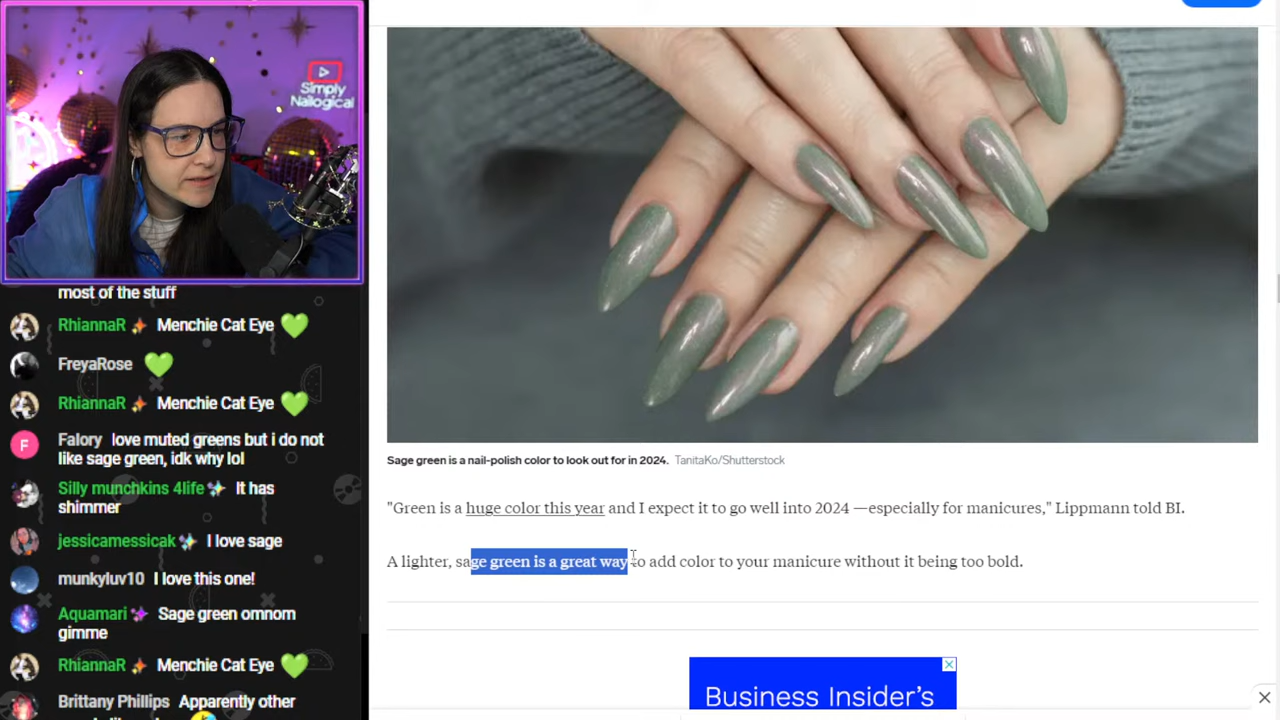 Simply
Nailogical
most of the stuff
RhiannaR Menchie Cat Eye
FreyaRose
RhiannaR Menchie Cat Eye
F
Falory love muted greens but i do not
like sage green, idk why lol
Silly munchkins 4life It has
shimmer
jessicamessicak I love sage
munkyluv10 I love this one!
Aquamari Sage green omnom
gimme
RhiannaR Menchie Cat Eye
Brittany Phillips Apparently other
Sage green is a nail-polish color to look out for in 2024. TanitaKo/Shutterstock
"Green is a huge color this year and I expect it to go well into 2024 —especially for manicures," Lippmann told BI.
A lighter, sage green is a great way to add color to your manicure without it being too bold.
Business Insider's